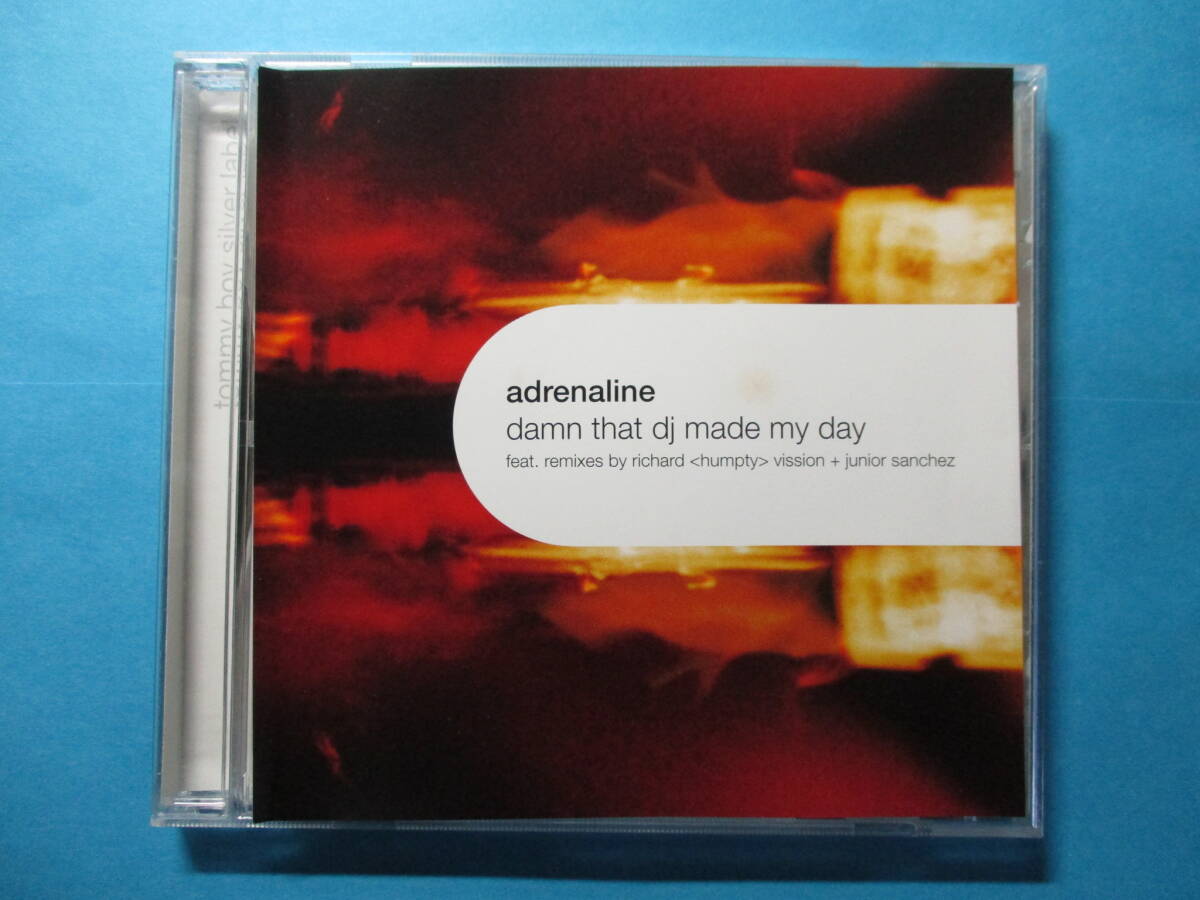 tommy boy silver label
adrenaline
damn that dj made my day
feat. remixes by richard <humpty> vission + junior sanchez